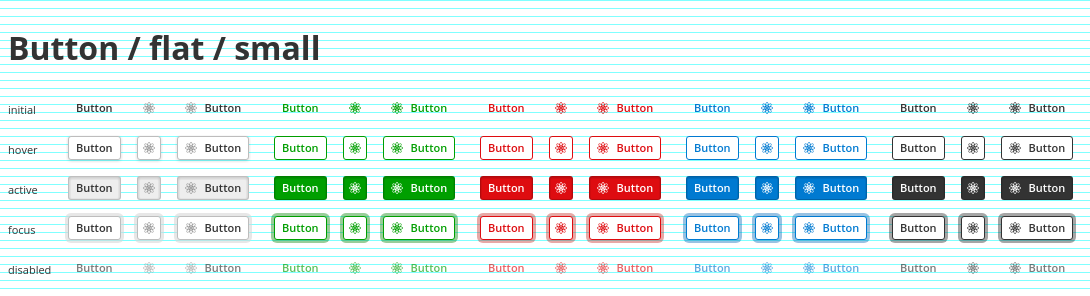 Button / flat / small
initial Button Button Button Button Button Button Button Button Button Button
hover Button Button Button Button Button Button Button Button Button Button
active Button Button Button Button Button Button Button Button Button Button
focus Button Button Button Button Button Button Button Button Button Button
disabled Button Button Button Button Button Button Button Button Button Button